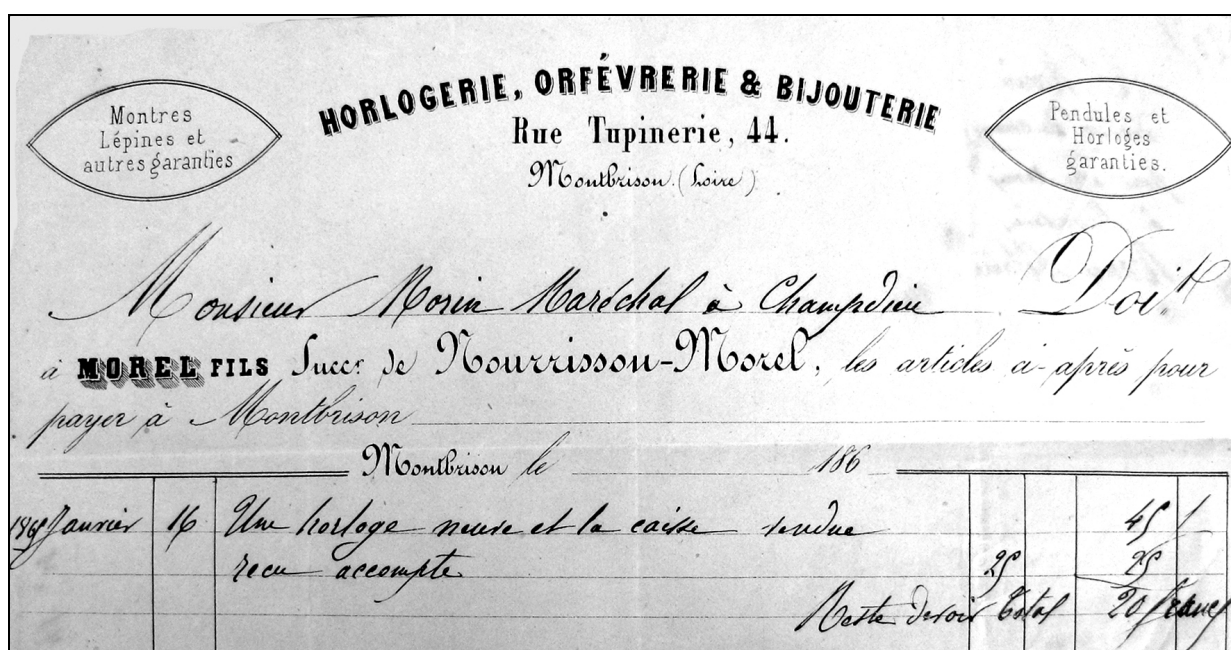 Montres
Lépines et
autres garanties
HORLOGERIE, ORFÉVRERIE & BIJOUTERIE
Rue Tupinerie, 44.
Montbrison (Loire)
Pendules et
Horloges
garanties.
Monsieur Morin Maréchal à Champdieu Doit
à MOREL FILS Succr de Nourrisson-Morel, les articles ci-après pour
payer à Montbrison
Montbrison le 186
Janvier 16 Une horloge neuve et la caisse rendue 45
recu accompte 25 25
Reste devoir Total 20 francs